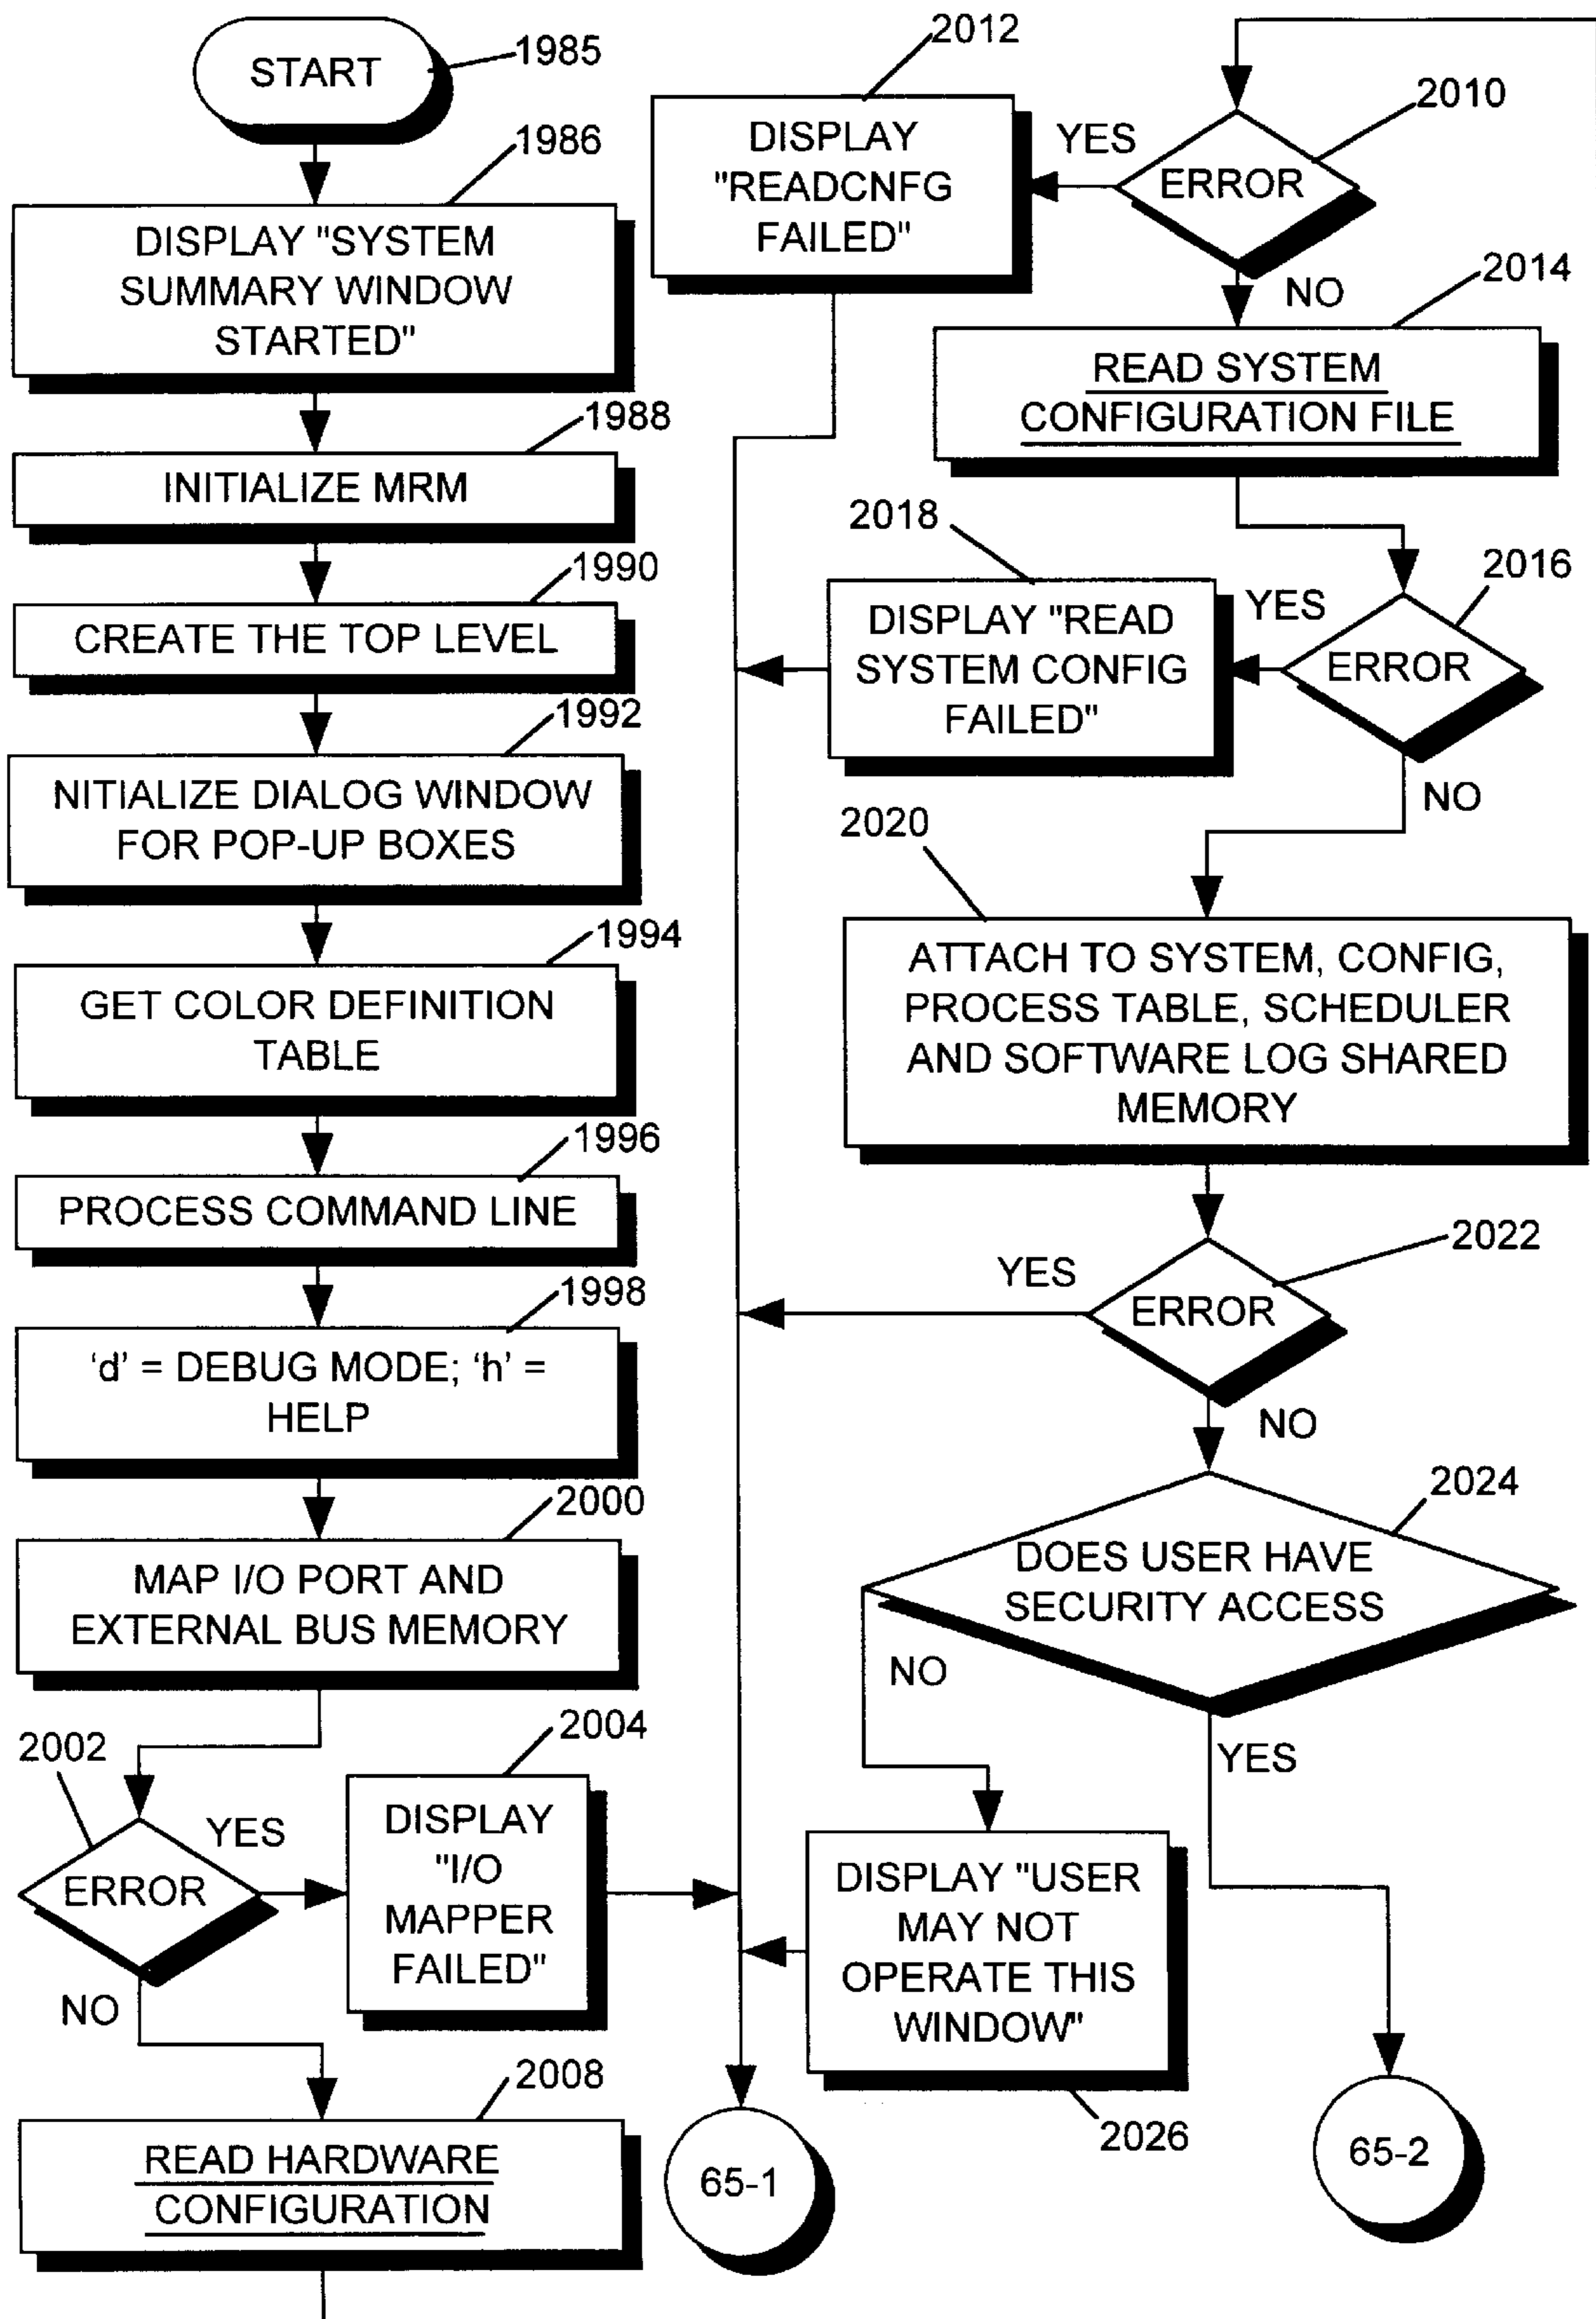 START
1985
1986
DISPLAY "SYSTEM
SUMMARY WINDOW
STARTED"
1988
INITIALIZE MRM
1990
CREATE THE TOP LEVEL
1992
NITIALIZE DIALOG WINDOW
FOR POP-UP BOXES
1994
GET COLOR DEFINITION
TABLE
1996
PROCESS COMMAND LINE
1998
‘d’ = DEBUG MODE; ‘h’ =
HELP
2000
MAP I/O PORT AND
EXTERNAL BUS MEMORY
2002
ERROR
YES
NO
2004
DISPLAY
"I/O
MAPPER
FAILED"
2008
READ HARDWARE
CONFIGURATION
2010
ERROR
YES
NO
2012
DISPLAY
"READCNFG
FAILED"
2014
READ SYSTEM
CONFIGURATION FILE
2016
ERROR
YES
NO
2018
DISPLAY "READ
SYSTEM CONFIG
FAILED"
2020
ATTACH TO SYSTEM, CONFIG,
PROCESS TABLE, SCHEDULER
AND SOFTWARE LOG SHARED
MEMORY
2022
ERROR
YES
NO
2024
DOES USER HAVE
SECURITY ACCESS
NO
YES
DISPLAY "USER
MAY NOT
OPERATE THIS
WINDOW"
2026
65-1
65-2